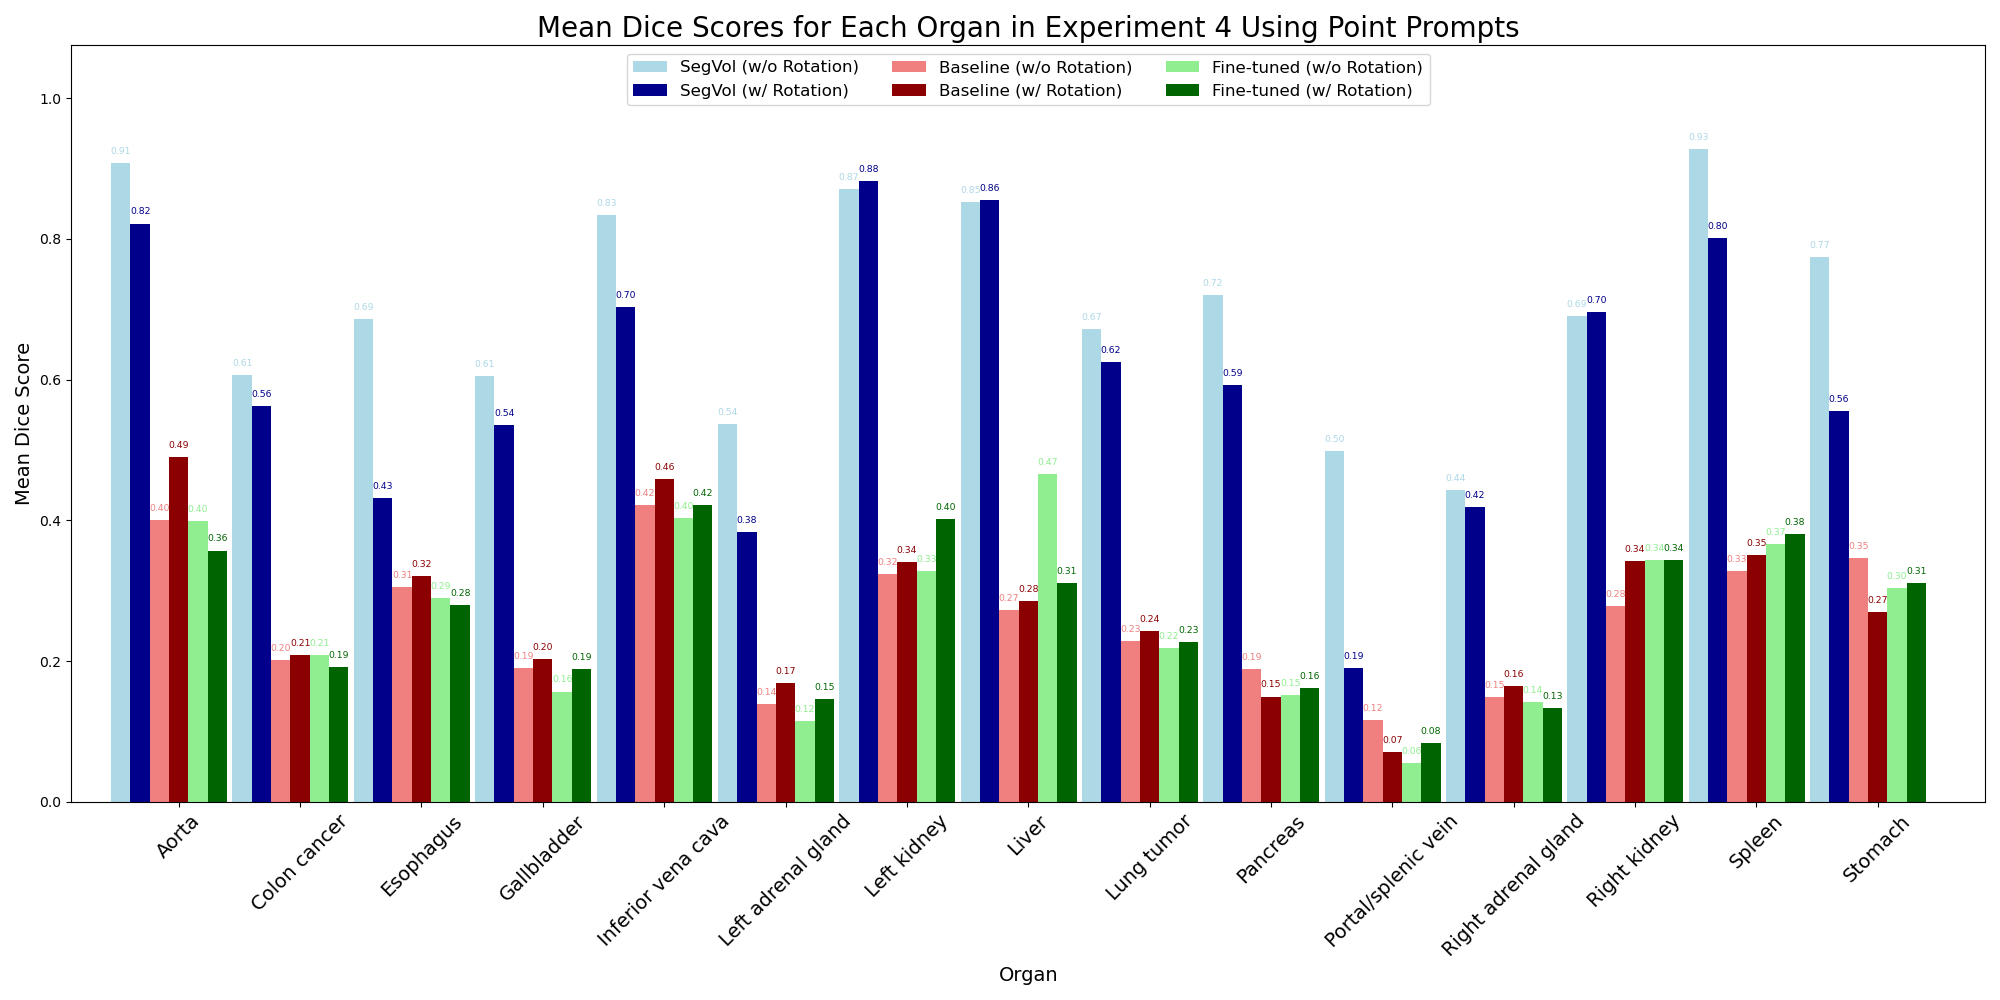 Mean Dice Scores for Each Organ in Experiment 4 Using Point Prompts
SegVol (w/o Rotation) Baseline (w/o Rotation) Fine-tuned (w/o Rotation)
SegVol (w/ Rotation) Baseline (w/ Rotation) Fine-tuned (w/ Rotation)
Mean Dice Score
1.0
0.8
0.6
0.4
0.2
0.0
0.91 0.82 0.40 0.49 0.40 0.36
0.61 0.56 0.20 0.21 0.21 0.19
0.69 0.43 0.31 0.32 0.29 0.28
0.61 0.54 0.19 0.20 0.16 0.19
0.83 0.70 0.42 0.46 0.40 0.42
0.54 0.38 0.14 0.17 0.12 0.15
0.87 0.88 0.32 0.34 0.33 0.40
0.85 0.86 0.27 0.28 0.47 0.31
0.67 0.62 0.23 0.24 0.22 0.23
0.72 0.59 0.19 0.15 0.15 0.16
0.50 0.19 0.12 0.07 0.06 0.08
0.44 0.42 0.15 0.16 0.14 0.13
0.69 0.70 0.28 0.34 0.34 0.34
0.93 0.80 0.33 0.35 0.37 0.38
0.77 0.56 0.35 0.27 0.30 0.31
Aorta
Colon cancer
Esophagus
Gallbladder
Inferior vena cava
Left adrenal gland
Left kidney
Liver
Lung tumor
Pancreas
Portal/splenic vein
Right adrenal gland
Right kidney
Spleen
Stomach
Organ